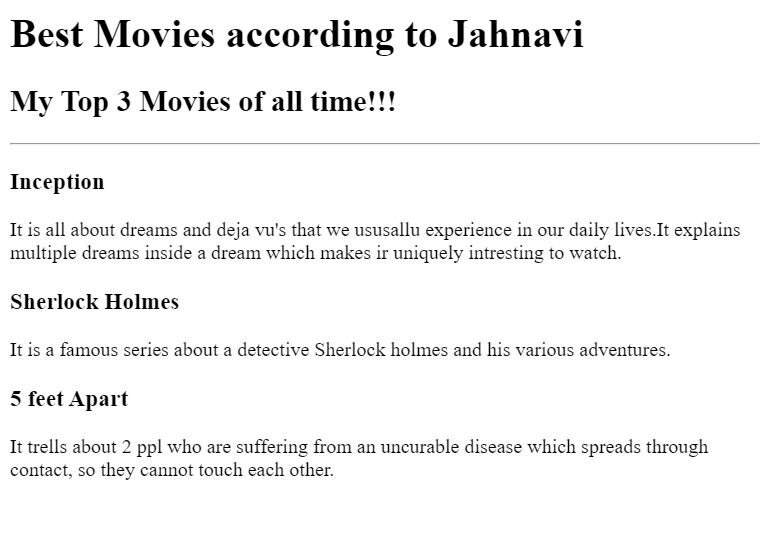 Best Movies according to Jahnavi
My Top 3 Movies of all time!!!
Inception
It is all about dreams and deja vu's that we ususallu experience in our daily lives.It explains
multiple dreams inside a dream which makes ir uniquely intresting to watch.
Sherlock Holmes
It is a famous series about a detective Sherlock holmes and his various adventures.
5 feet Apart
It trells about 2 ppl who are suffering from an uncurable disease which spreads through
contact, so they cannot touch each other.